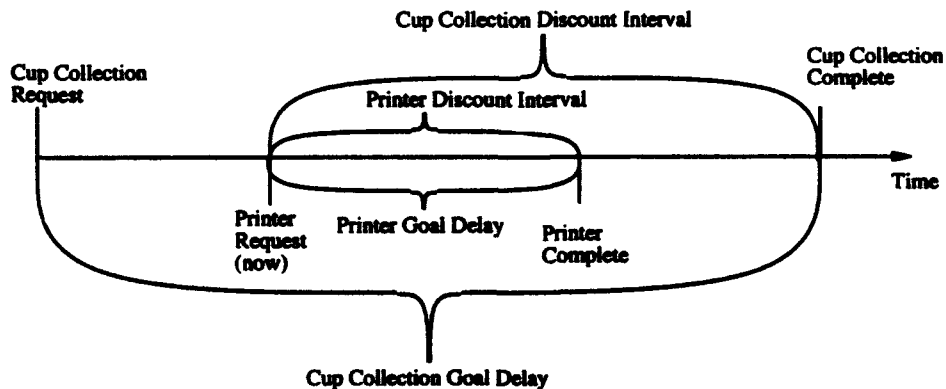 Cup Collection Discount Interval
Cup Collection
Request
Cup Collection
Complete
Printer Discount Interval
Time
Printer
Request
(now)
Printer Goal Delay
Printer
Complete
Cup Collection Goal Delay